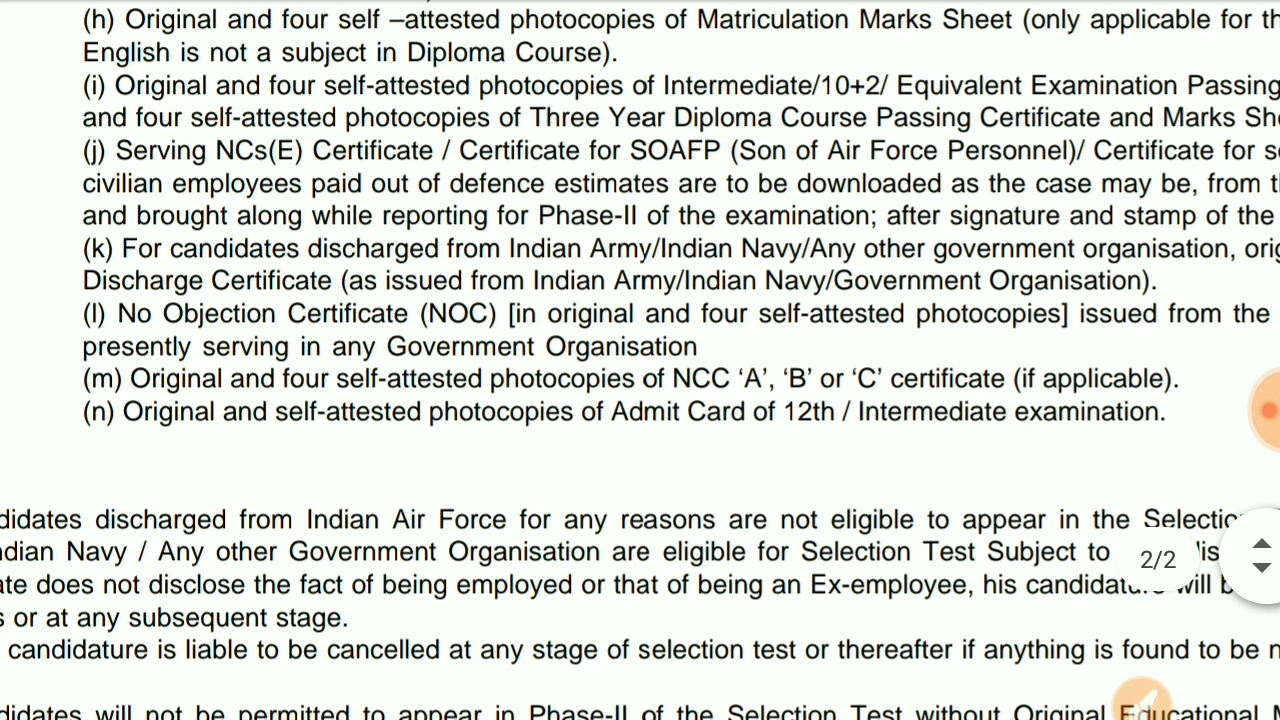 (h) Original and four self –attested photocopies of Matriculation Marks Sheet (only applicable for
English is not a subject in Diploma Course).
(i) Original and four self-attested photocopies of Intermediate/10+2/ Equivalent Examination Passing
and four self-attested photocopies of Three Year Diploma Course Passing Certificate and Marks
(j) Serving NCs(E) Certificate / Certificate for SOAFP (Son of Air Force Personnel)/ Certificate for
civilian employees paid out of defence estimates are to be downloaded as the case may be, from
and brought along while reporting for Phase-II of the examination; after signature and stamp of the
(k) For candidates discharged from Indian Army/Indian Navy/Any other government organisation,
Discharge Certificate (as issued from Indian Army/Indian Navy/Government Organisation).
(l) No Objection Certificate (NOC) [in original and four self-attested photocopies] issued from the
presently serving in any Government Organisation
(m) Original and four self-attested photocopies of NCC ‘A’, ‘B’ or ‘C’ certificate (if applicable).
(n) Original and self-attested photocopies of Admit Card of 12th / Intermediate examination.
discharged from Indian Air Force for any reasons are not eligible to appear in the
Navy / Any other Government Organisation are eligible for Selection Test Subject to
2/2
does not disclose the fact of being employed or that of being an Ex-employee, his will
or at any subsequent stage.
candidature is liable to be cancelled at any stage of selection test or thereafter if anything is found to be
will not be permitted to appear in Phase-II of the Selection Test without Original Educational